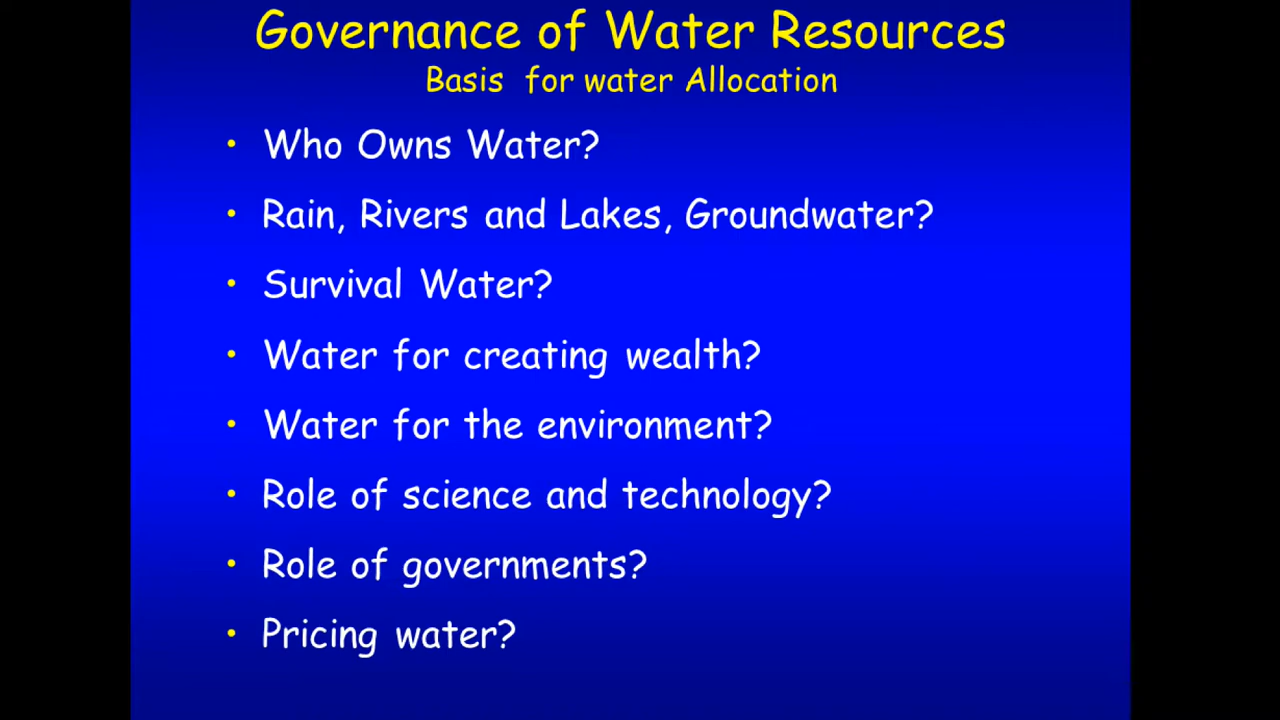 Governance of Water Resources
Basis for water Allocation
• Who Owns Water?
• Rain, Rivers and Lakes, Groundwater?
• Survival Water?
• Water for creating wealth?
• Water for the environment?
• Role of science and technology?
• Role of governments?
• Pricing water?